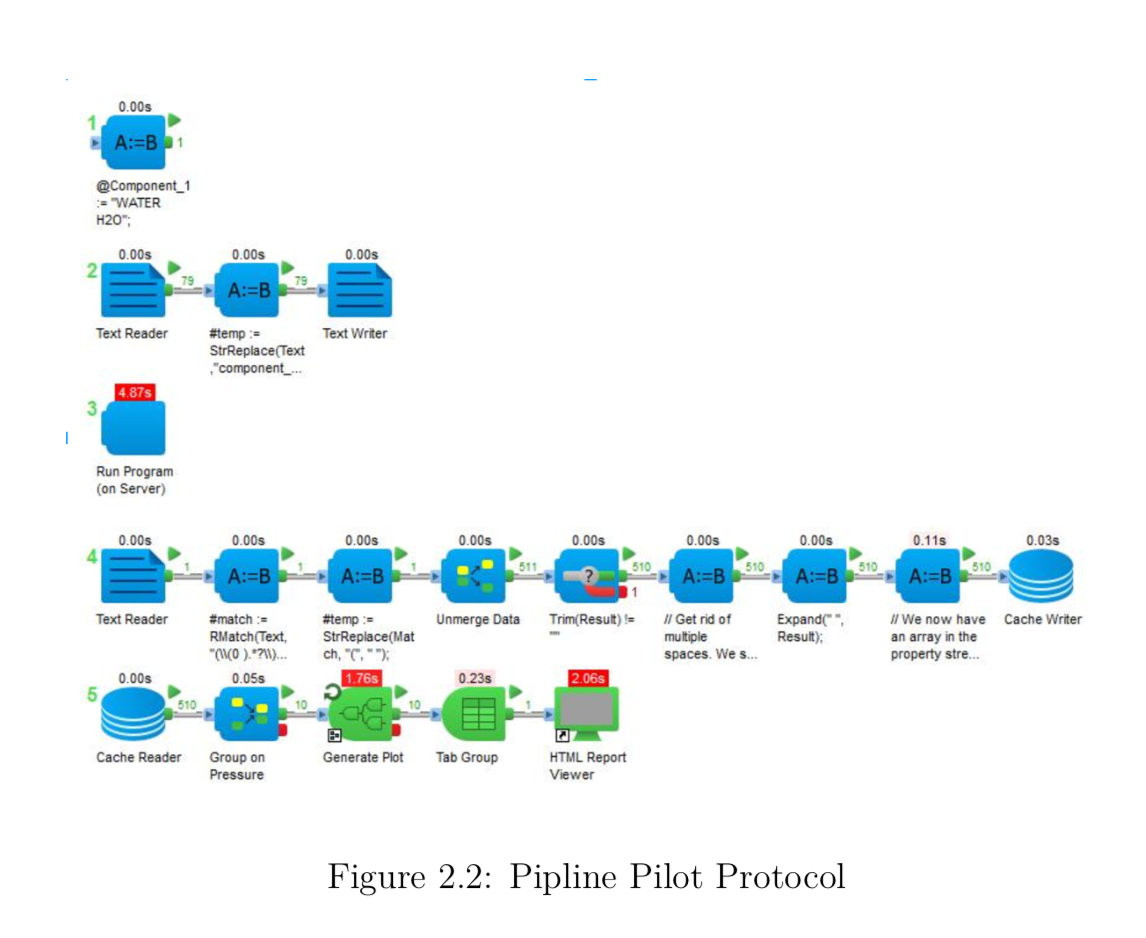 0.00s
1
A:=B
1
@Component_1
:= "WATER
H2O";
0.00s 0.00s 0.00s
2
79 79
A:=B
Text Reader #temp := Text Writer
StrReplace(Text
,"component_...
4.87s
3
Run Program
(on Server)
0.00s 0.00s 0.00s 0.00s 0.00s 0.00s 0.00s 0.11s 0.03s
4
1 1 1 511 510 510 510 510
A:=B A:=B ? A:=B A:=B A:=B
1
Text Reader #match := #temp := Unmerge Data Trim(Result) != // Get rid of Expand(" ", // We now have Cache Writer
RMatch(Text, StrReplace(Mat "" multiple Result); an array in the
"(\\(0 ).*?\\)... ch, "(", " "); spaces. We s... property stre...
0.00s 0.05s 1.76s 0.23s 2.06s
5
510 10 10 1
Cache Reader Group on Generate Plot Tab Group HTML Report
Pressure Viewer
Figure 2.2: Pipline Pilot Protocol